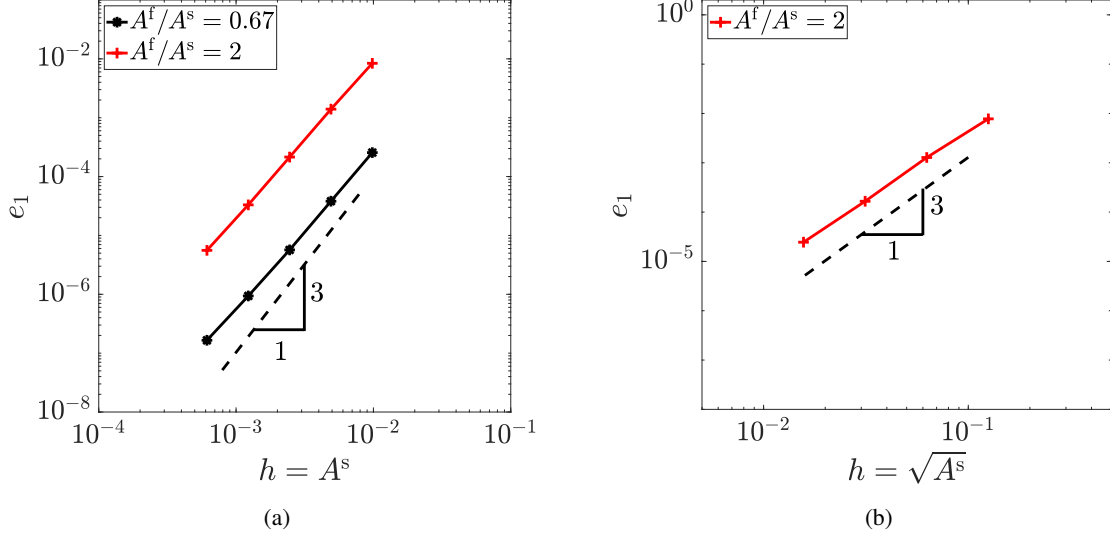 A^f/A^s = 0.67
A^f/A^s = 2
10^-2
10^-4
10^-6
10^-8
e_1
3
1
10^-4
10^-3
10^-2
10^-1
h = A^s
(a)
A^f/A^s = 2
10^0
10^-5
e_1
3
1
10^-2
10^-1
h = √A^s
(b)